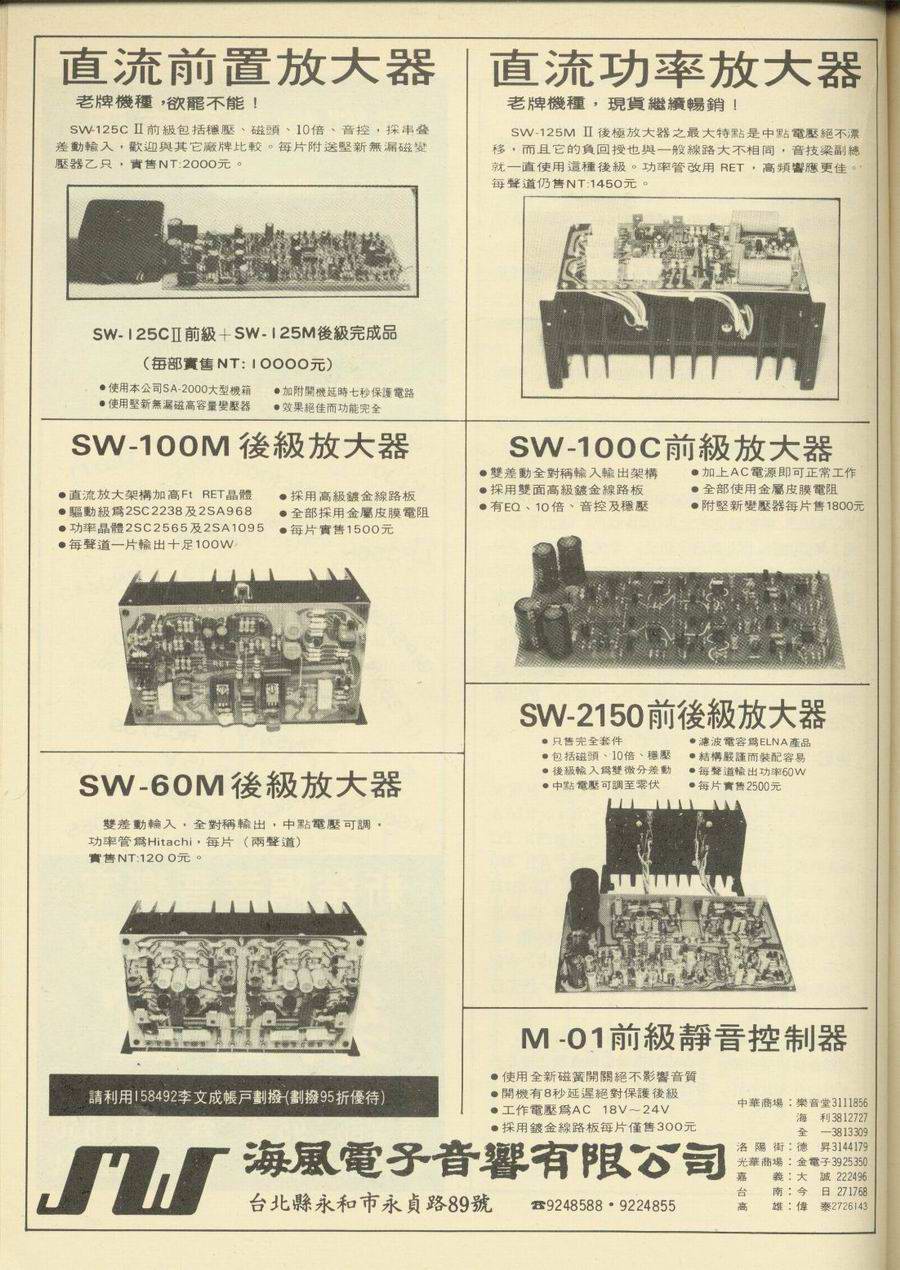 直流前置放大器
老牌機種,欲罷不能!
SW-125C II 前級包括穩壓、磁頭、10倍、音控,採串叠
差動輸入,歡迎與其它廠牌比較。每片附送堅新無漏磁變
壓器乙只,實售NT:2000元。
SW-125CII前級+SW-125M後級完成品
(每部實售NT:10000元)
●使用本公司SA-2000大型機箱 ●加附開機延時七秒保護電路
●使用堅新無漏磁高容量變壓器 ●效果絕佳而功能完全
直流功率放大器
老牌機種,現貨繼續暢銷!
SW-125M II 後極放大器之最大特點是中點電壓絕不漂
移,而且它的負回授也與一般線路大不相同,音技梁副總
就一直使用這種後級。功率管改用 RET,高頻響應更佳。
每聲道仍售NT:1450元。
SW-100M後級放大器
●直流放大架構加高Ft RET晶體 ●採用高級鍍金線路板
●驅動級爲2SC2238及2SA968 ●全部採用金屬皮膜電阻
●功率晶體2SC2565及2SA1095 ●每片實售1500元
●每聲道一片輸出十足100W
SW-100C前級放大器
●雙差動全對稱輸入輸出架構 ●加上AC電源即可正常工作
●採用雙面高級鍍金線路板 ●全部使用金屬皮膜電阻
●有EQ、10倍、音控及穩壓 ●附堅新變壓器每片售1800元
SW-60M後級放大器
雙差動輸入,全對稱輸出,中點電壓可調,
功率管爲Hitachi,每片(兩聲道)
實售NT:120 0元。
SW-2150前後級放大器
●只售完全套件 ●濾波電容爲ELNA產品
●包括磁頭、10倍、穩壓 ●結構嚴謹而裝配容易
●後級輸入爲雙微分差動 ●每聲道輸出功率60W
●中點電壓可調至零伏 ●每片實售2500元
M-01前級靜音控制器
●使用全新磁簧開關絕不影響音質
●開機有8秒延遲絕對保護後級
●工作電壓爲AC 18V~24V
●採用鍍金線路板每片僅售300元
請利用158492李文成帳戶劃撥-(劃撥95折優待)
SW
海風電子音響有限公司
台北縣永和市永貞路89號 ☎9248588・9224855
中華商場:樂音堂3111856
海 利3812727
全 一3813309
洛陽街:德 昇3144179
光華商場:金電子3925350
嘉 義:大 誠 222496
台 南:今 日 271768
高 雄:偉 泰2726143